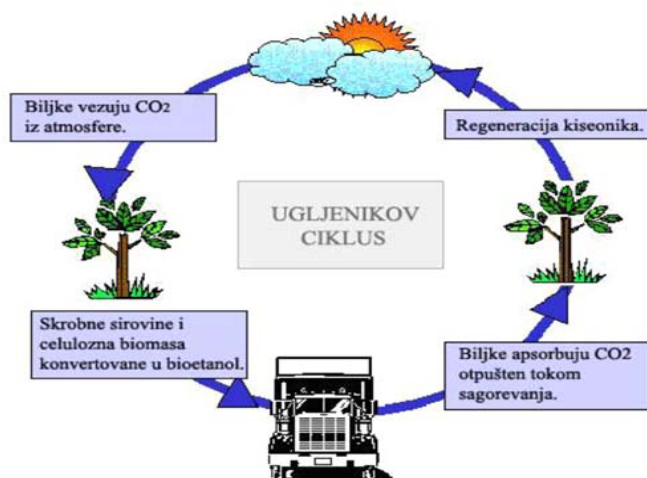 Biljke vezuju CO2
iz atmosfere.
Regeneracija kiseonika.
UGLJENIKOV
CIKLUS
Skrobne sirovine i
celulozna biomasa
konvertovane u bioetanol.
Biljke apsorbuju CO2
otpušten tokom
sagorevanja.